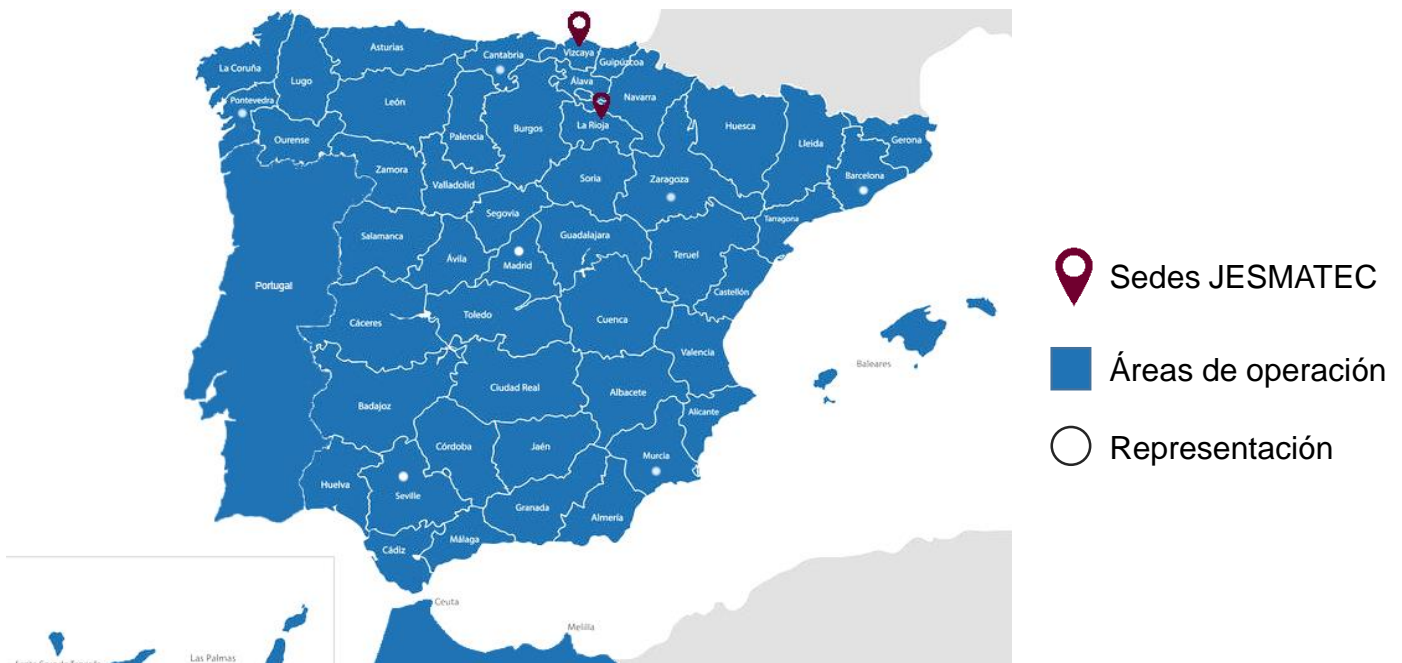 Asturias
Cantabria
Vizcaya
Guipúzcoa
La Coruña
Lugo
Álava
Navarra
Pontevedra
León
Palencia
Burgos
La Rioja
Huesca
Lleida
Gerona
Ourense
Zamora
Valladolid
Soria
Zaragoza
Barcelona
Segovia
Tarragona
Salamanca
Ávila
Madrid
Guadalajara
Teruel
Sedes JESMATEC
Portugal
Castellón
Cáceres
Toledo
Cuenca
Valencia
Baleares
Áreas de operación
Badajoz
Ciudad Real
Albacete
Alicante
Córdoba
Jaén
Murcia
Representación
Huelva
Seville
Granada
Almería
Cádiz
Málaga
Ceuta
Melilla
Las Palmas